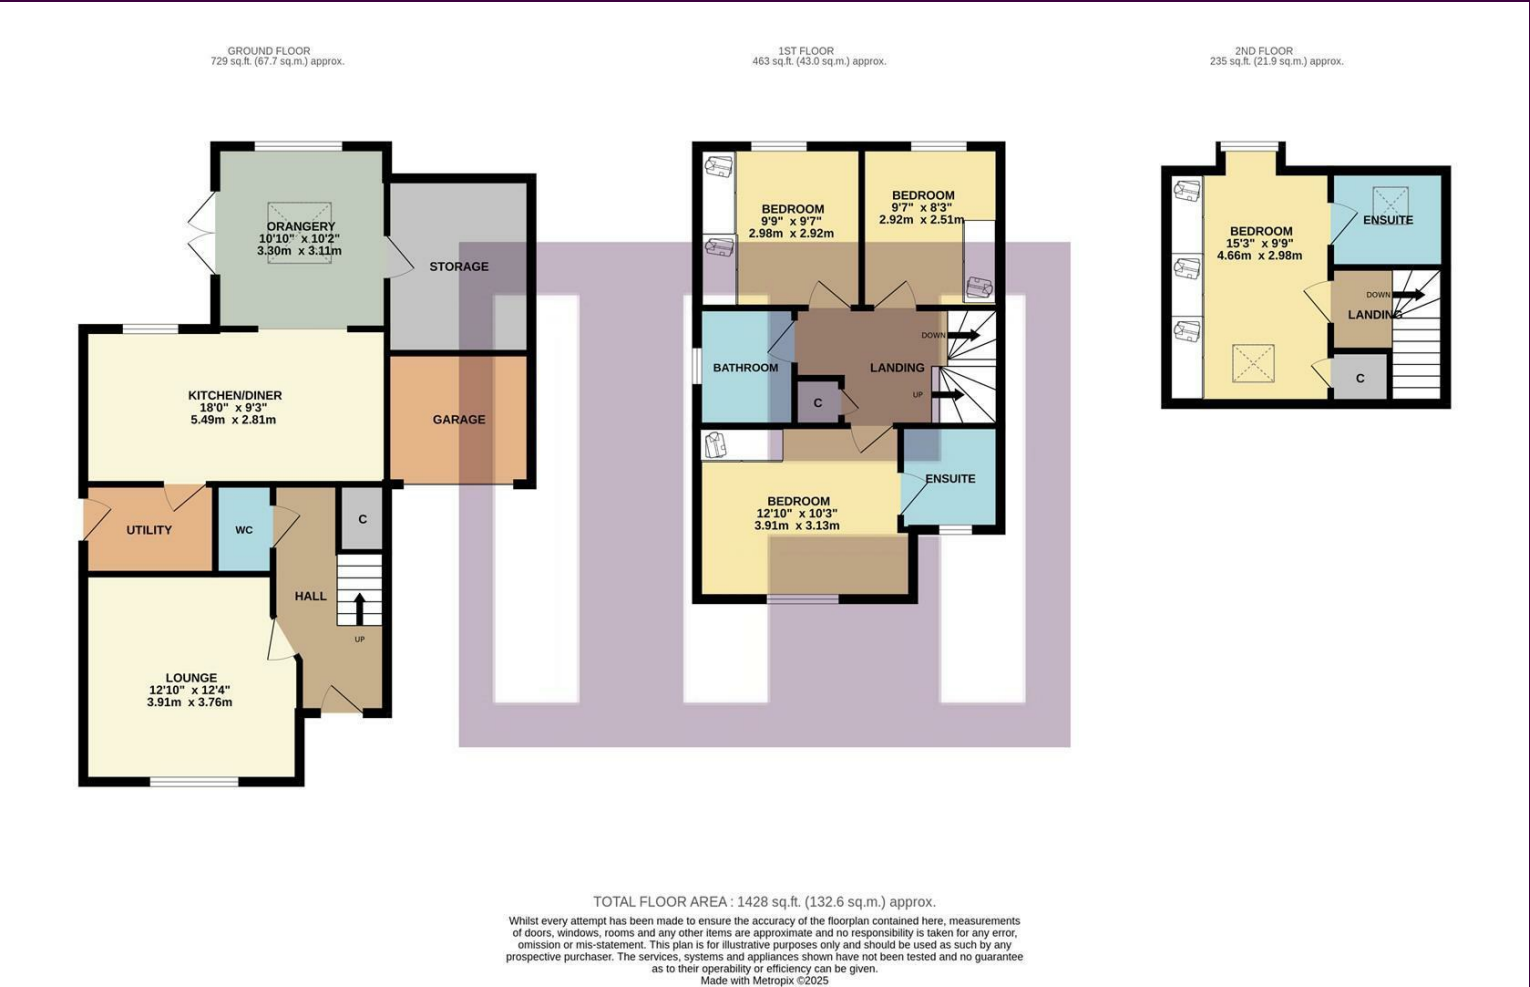 GROUND FLOOR
729 sq.ft. (67.7 sq.m.) approx.
ORANGERY
10'10" x 10'2"
3.30m x 3.11m
STORAGE
KITCHEN/DINER
18'0" x 9'3"
5.49m x 2.81m
GARAGE
UTILITY
WC
C
HALL
UP
LOUNGE
12'10" x 12'4"
3.91m x 3.76m
1ST FLOOR
463 sq.ft. (43.0 sq.m.) approx.
BEDROOM
9'9" x 9'7"
2.98m x 2.92m
BEDROOM
9'7" x 8'3"
2.92m x 2.51m
DOWN
BATHROOM
LANDING
UP
C
ENSUITE
BEDROOM
12'10" x 10'3"
3.91m x 3.13m
2ND FLOOR
235 sq.ft. (21.9 sq.m.) approx.
BEDROOM
15'3" x 9'9"
4.66m x 2.98m
ENSUITE
DOWN
LANDING
C
TOTAL FLOOR AREA : 1428 sq.ft. (132.6 sq.m.) approx.
Whilst every attempt has been made to ensure the accuracy of the floorplan contained here, measurements
of doors, windows, rooms and any other items are approximate and no responsibility is taken for any error,
omission or mis-statement. This plan is for illustrative purposes only and should be used as such by any
prospective purchaser. The services, systems and appliances shown have not been tested and no guarantee
as to their operability or efficiency can be given.
Made with Metropix ©2025